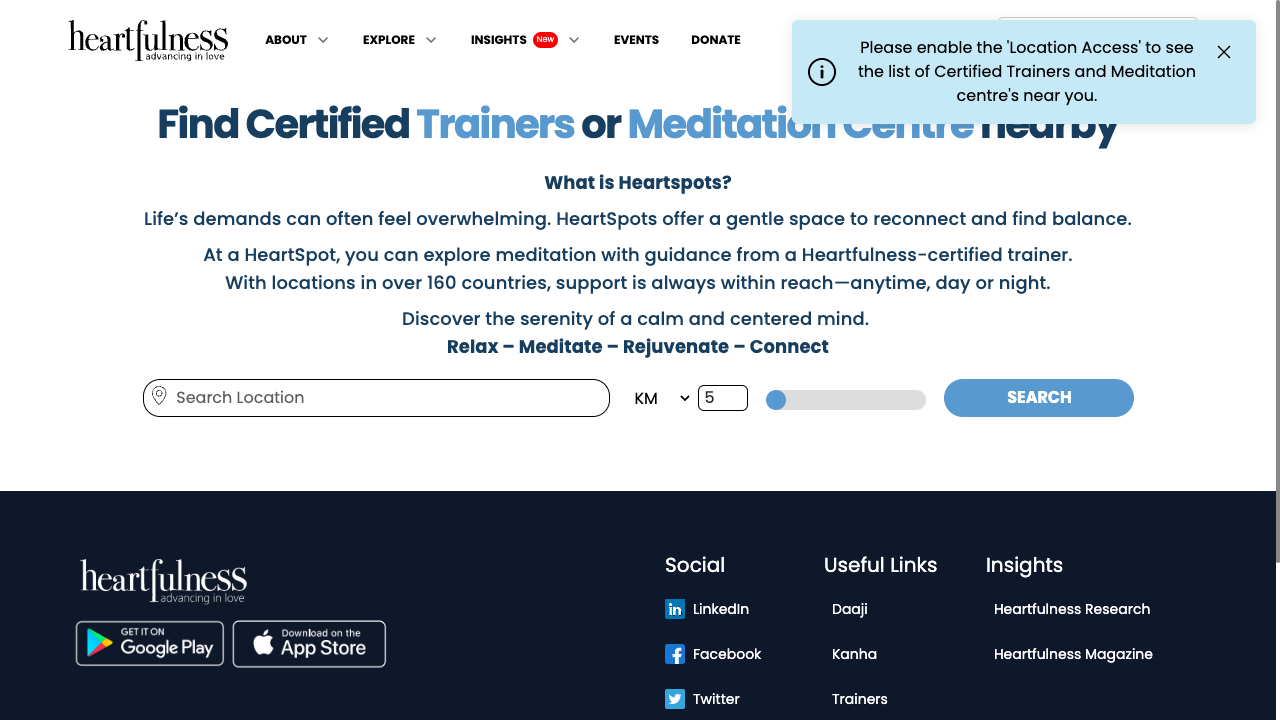 heartfulness
advancing in love
ABOUT
EXPLORE
INSIGHTS New
EVENTS
DONATE
Please enable the 'Location Access' to see
the list of Certified Trainers and Meditation
centre's near you.
Find Certified Trainers or Meditation Centre nearby
What is Heartspots?
Life’s demands can often feel overwhelming. HeartSpots offer a gentle space to reconnect and find balance.
At a HeartSpot, you can explore meditation with guidance from a Heartfulness-certified trainer.
With locations in over 160 countries, support is always within reach—anytime, day or night.
Discover the serenity of a calm and centered mind.
Relax – Meditate – Rejuvenate – Connect
Search Location
KM
5
SEARCH
heartfulness
advancing in love
GET IT ON
Google Play
Download on the
App Store
Social
LinkedIn
Facebook
Twitter
Useful Links
Daaji
Kanha
Trainers
Insights
Heartfulness Research
Heartfulness Magazine